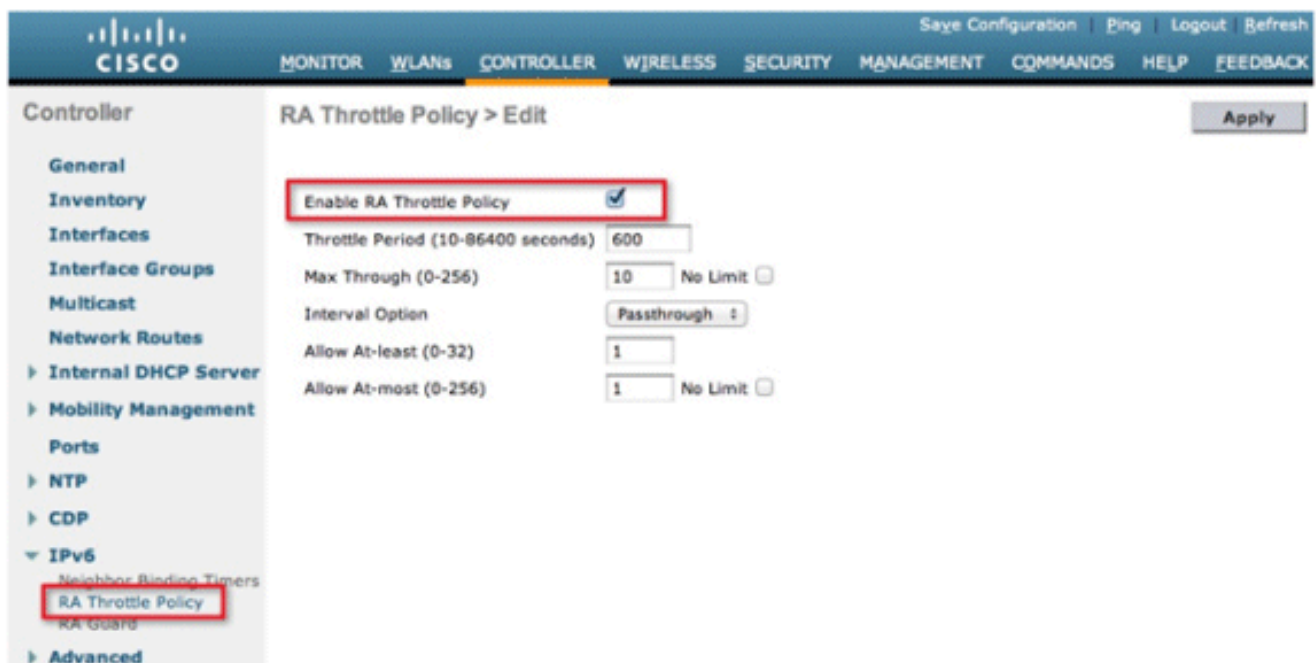 Save Configuration | Ping | Logout | Refresh
CISCO
MONITOR WLANs CONTROLLER WIRELESS SECURITY MANAGEMENT COMMANDS HELP FEEDBACK
Controller
General
Inventory
Interfaces
Interface Groups
Multicast
Network Routes
Internal DHCP Server
Mobility Management
Ports
NTP
CDP
IPv6
Neighbor Binding Timers
RA Throttle Policy
RA Guard
Advanced
RA Throttle Policy > Edit
Apply
Enable RA Throttle Policy
Throttle Period (10-86400 seconds) 600
Max Through (0-256) 10 No Limit
Interval Option Passthrough
Allow At-least (0-32) 1
Allow At-most (0-256) 1 No Limit